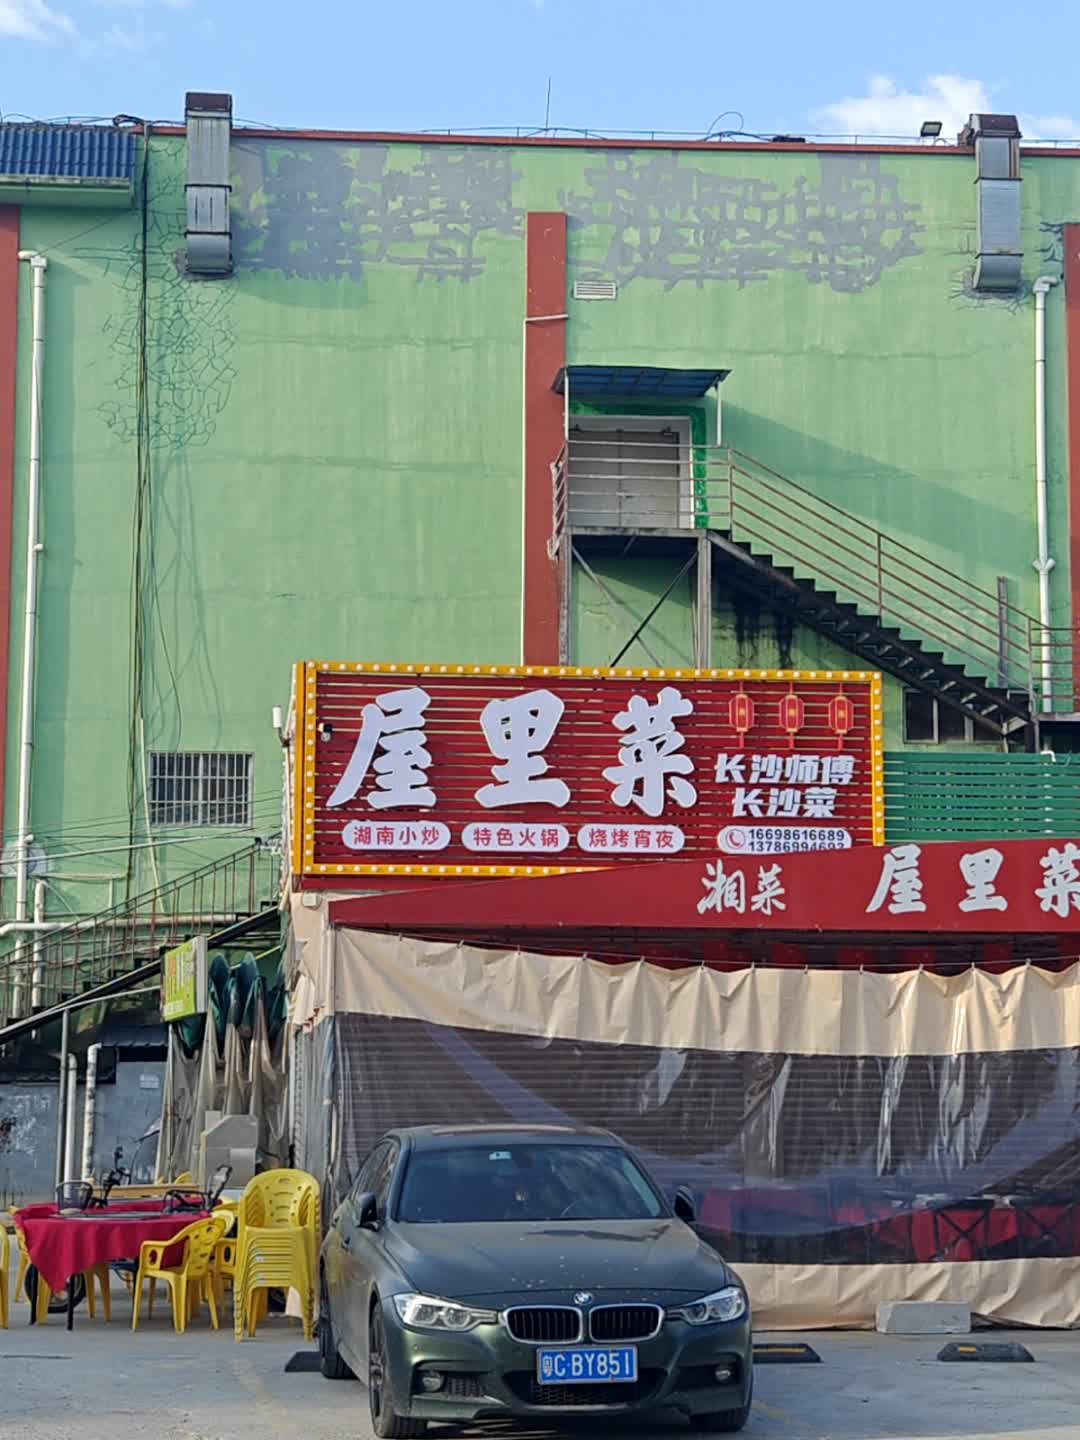 屋里菜
长沙师傅
长沙菜
湖南小炒 特色火锅 烧烤宵夜
16698616689
13786994692
湘菜 屋里菜
粤C·BY851